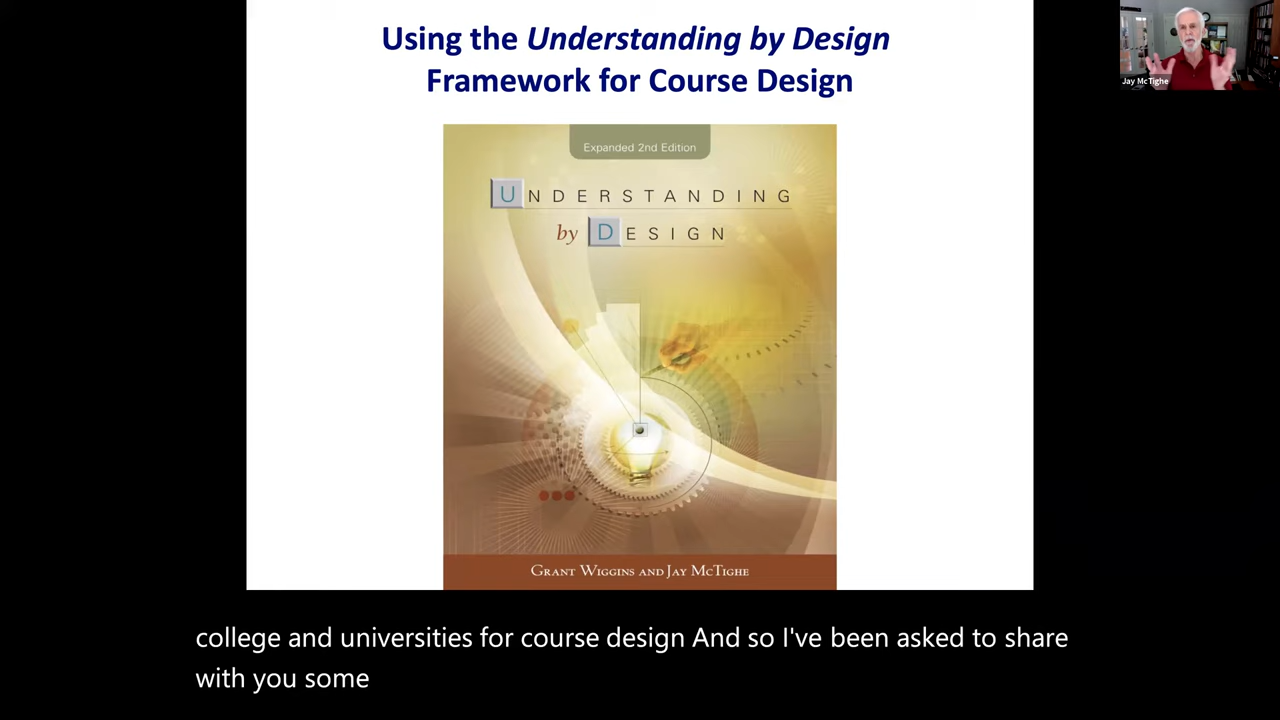 Using the Understanding by Design
Framework for Course Design
Jay McTighe
Expanded 2nd Edition
UNDERSTANDING
by DESIGN
GRANT WIGGINS AND JAY MCTIGHE
college and universities for course design And so I've been asked to share
with you some